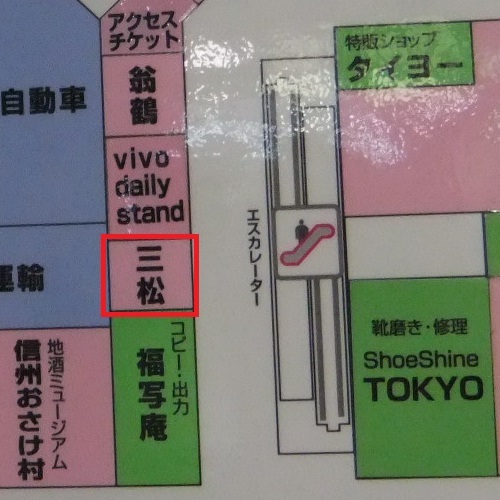 アクセス
チケット
特販ショップ
タイヨー
翁鶴
自動車
vivo
daily
stand
エスカレーター
三松
運輸
コピー・出力
福写庵
地酒ミュージアム
信州おさけ村
靴磨き・修理
ShoeShine
TOKYO